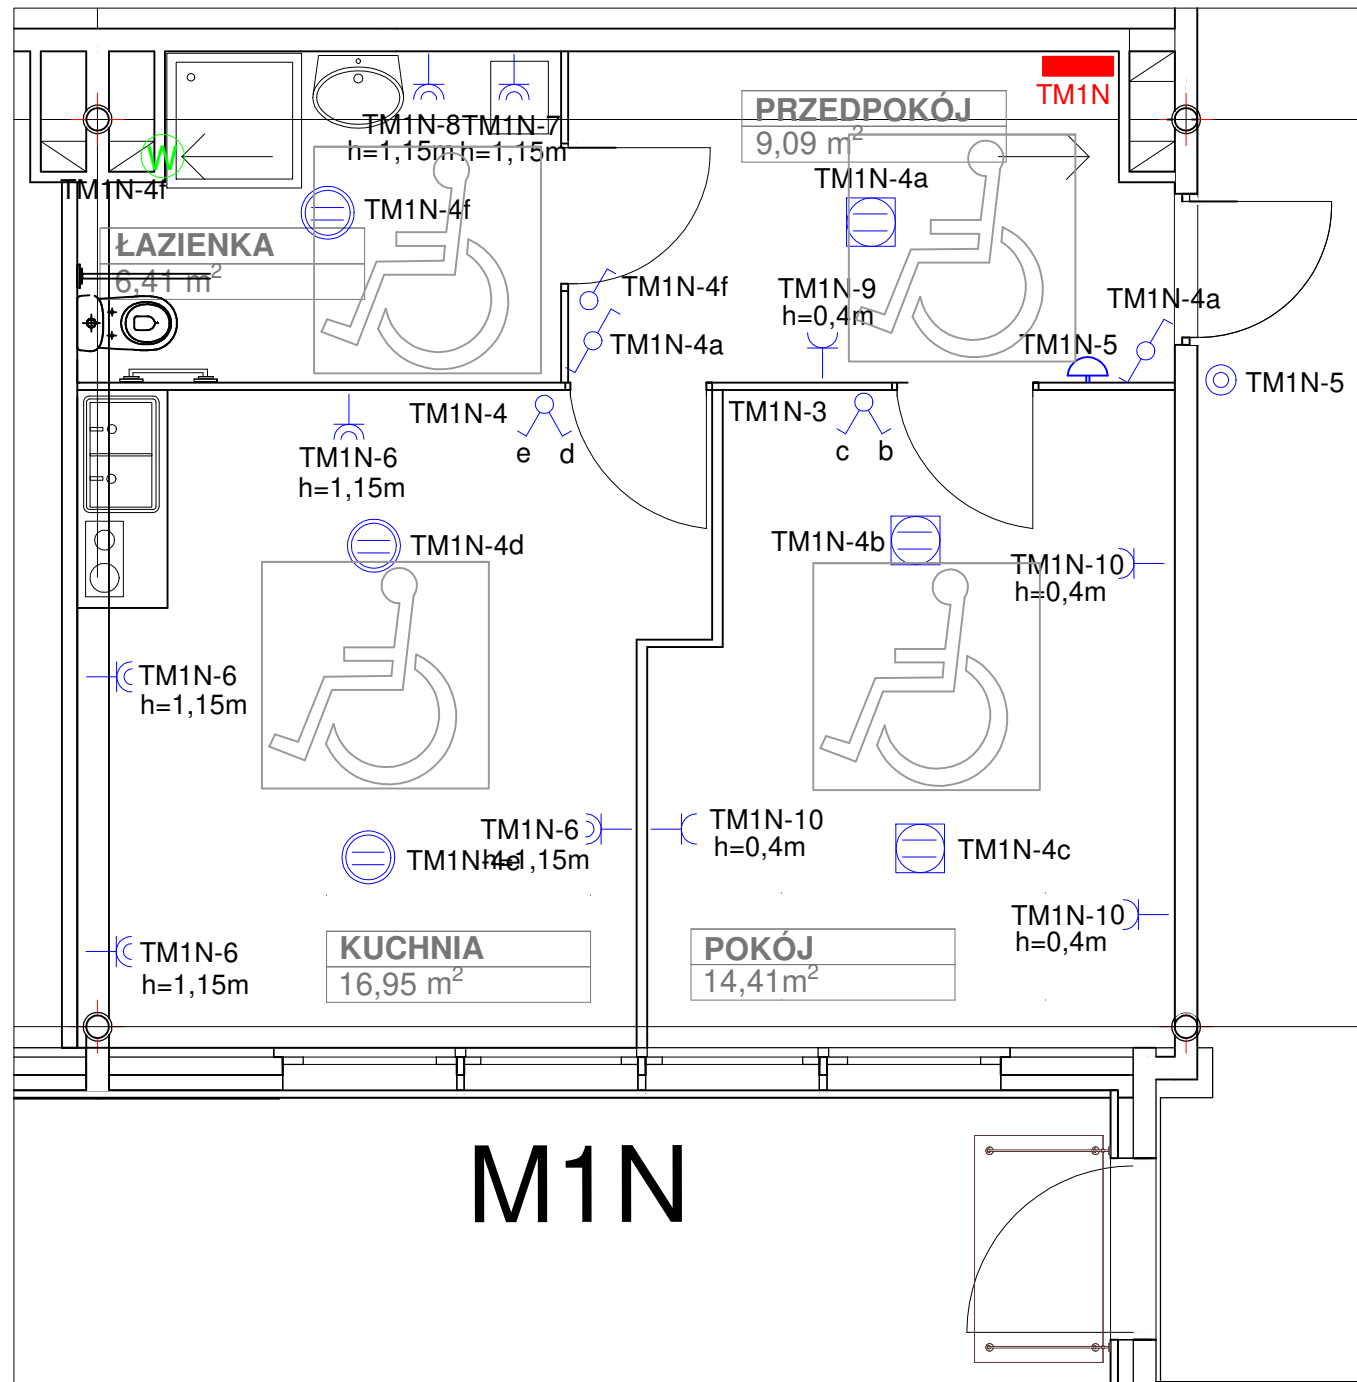 TM1N
PRZEDPOKÓJ
9,09 m²
TM1N-8
h=1,15m
TM1N-7
h=1,15m
W
TM1N-4f
TM1N-4f
TM1N-4a
ŁAZIENKA
6,41 m²
TM1N-4f
TM1N-9
h=0,4m
TM1N-4a
TM1N-4a
TM1N-5
TM1N-5
TM1N-4
e d
TM1N-3
c b
TM1N-6
h=1,15m
TM1N-4d
TM1N-4b
TM1N-10
h=0,4m
TM1N-6
h=1,15m
TM1N-6
h=1,15m
TM1N-10
h=0,4m
TM1N-4e
TM1N-4c
TM1N-10
h=0,4m
TM1N-6
h=1,15m
KUCHNIA
16,95 m²
POKÓJ
14,41m²
M1N